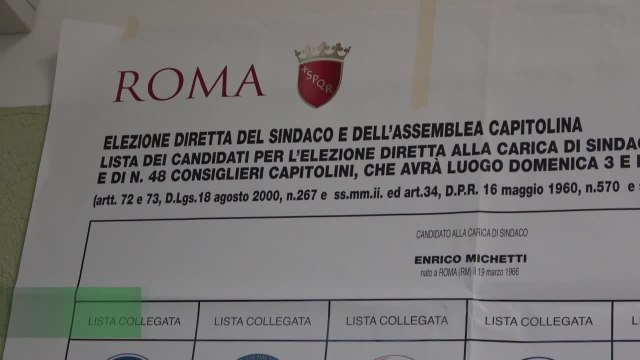 ROMA
SPQR
ELEZIONE DIRETTA DEL SINDACO E DELL'ASSEMBLEA CAPITOLINA
LISTA DEI CANDIDATI PER L'ELEZIONE DIRETTA ALLA CARICA DI SINDAC
E DI N. 48 CONSIGLIERI CAPITOLINI, CHE AVRÀ LUOGO DOMENICA 3 E
(artt. 72 e 73, D.Lgs.18 agosto 2000, n.267 e ss.mm.ii. ed art.34, D.P.R. 16 maggio 1960, n.570 e
CANDIDATO ALLA CARICA DI SINDACO
ENRICO MICHETTI
nato a ROMA (RM) il 19 marzo 1966
LISTA COLLEGATA LISTA COLLEGATA LISTA COLLEGATA LISTA COLLEGATA LIS